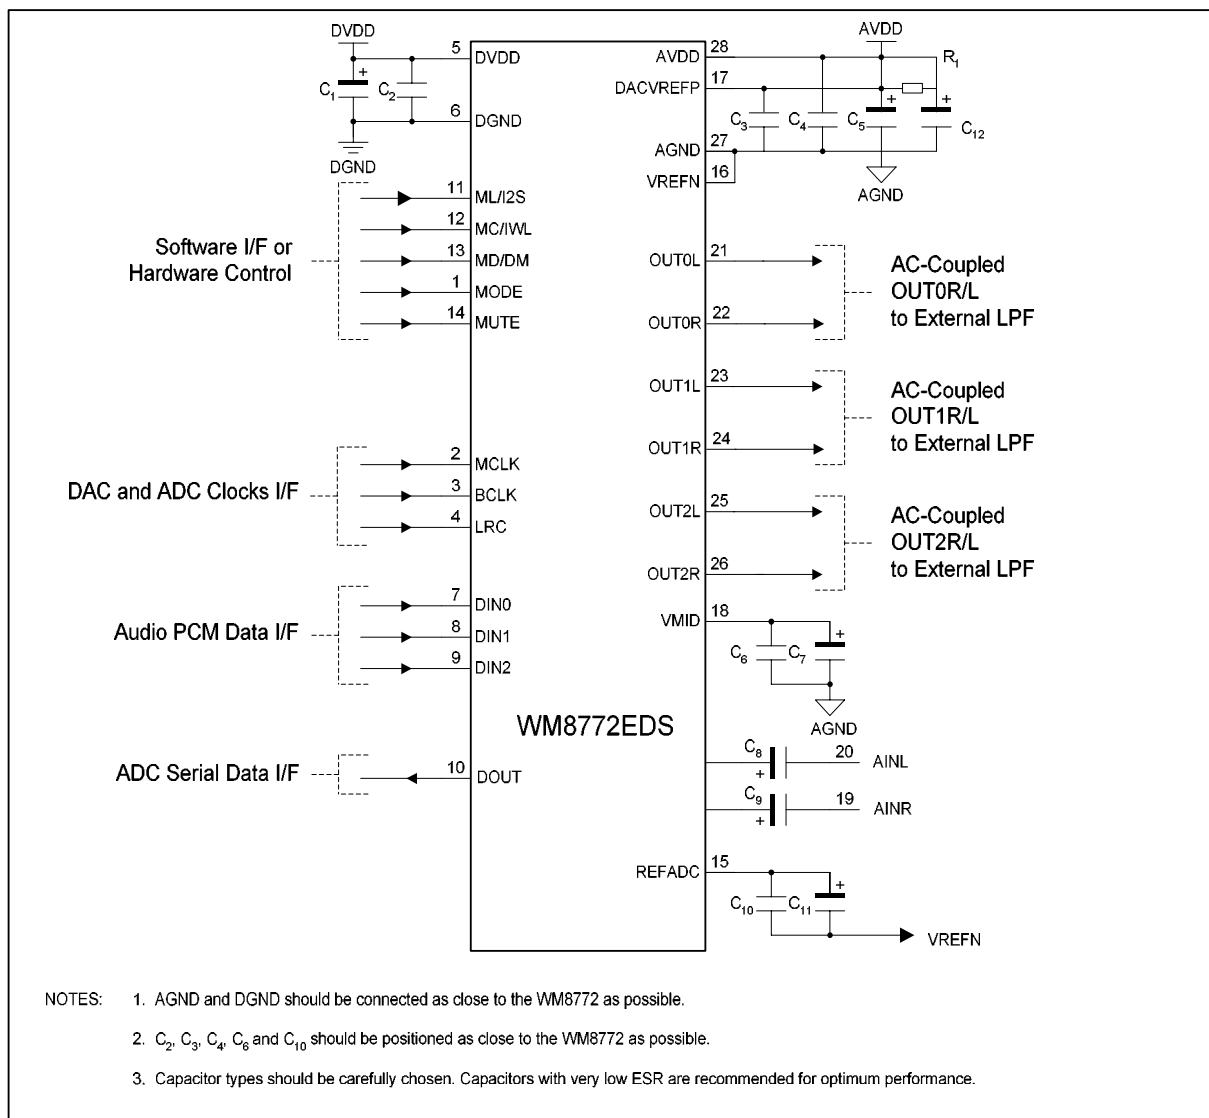 DVDD
5 DVDD
C1 +
C2
6 DGND
DGND
AVDD
AVDD 28
R1
DACVREFP 17
+ +
C3 C4 C5 C12
AGND 27
VREFN 16
AGND
Software I/F or
Hardware Control
11 ML/I2S
12 MC/IWL
13 MD/DM
1 MODE
14 MUTE
OUT0L 21
OUT0R 22
AC-Coupled
OUT0R/L
to External LPF
OUT1L 23
OUT1R 24
AC-Coupled
OUT1R/L
to External LPF
DAC and ADC Clocks I/F
2 MCLK
3 BCLK
4 LRC
OUT2L 25
OUT2R 26
AC-Coupled
OUT2R/L
to External LPF
Audio PCM Data I/F
7 DIN0
8 DIN1
9 DIN2
VMID 18
+
C6 C7
AGND
WM8772EDS
ADC Serial Data I/F
10 DOUT
C8 + 20 AINL
C9 + 19 AINR
REFADC 15
+
C10 C11
VREFN
NOTES: 1. AGND and DGND should be connected as close to the WM8772 as possible.
2. C2, C3, C4, C6 and C10 should be positioned as close to the WM8772 as possible.
3. Capacitor types should be carefully chosen. Capacitors with very low ESR are recommended for optimum performance.